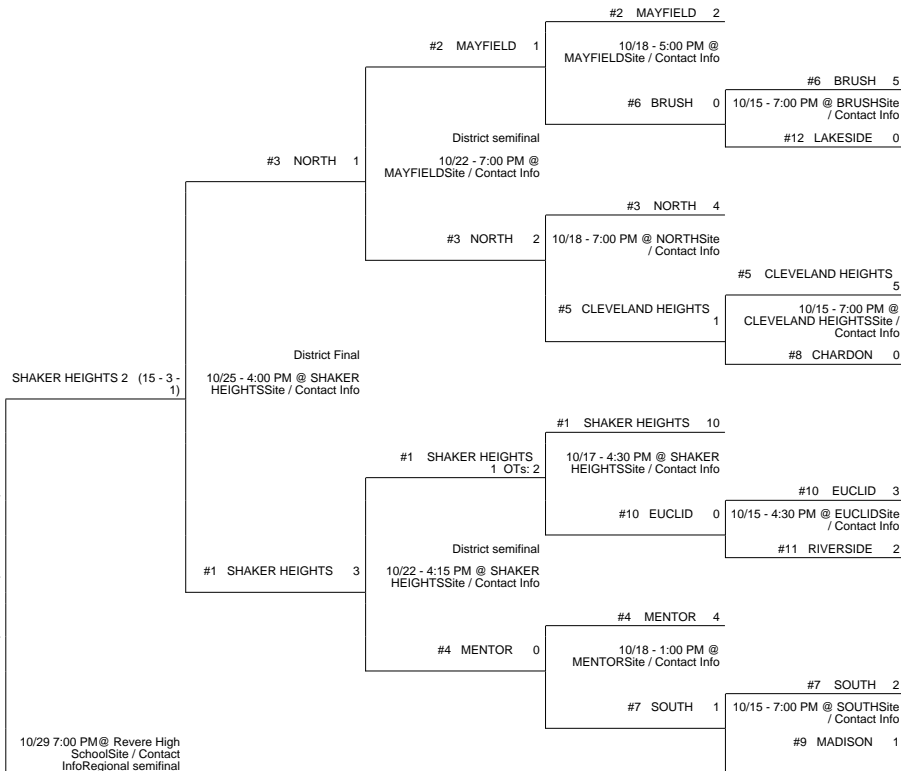 #2 MAYFIELD 2
#2 MAYFIELD 1
10/18 - 5:00 PM @
MAYFIELDSite / Contact Info
#6 BRUSH 5
#6 BRUSH 0
10/15 - 7:00 PM @ BRUSHSite
/ Contact Info
#12 LAKESIDE 0
District semifinal
#3 NORTH 1
10/22 - 7:00 PM @
MAYFIELDSite / Contact Info
#3 NORTH 4
#3 NORTH 2
10/18 - 7:00 PM @ NORTHSite
/ Contact Info
#5 CLEVELAND HEIGHTS
5
#5 CLEVELAND HEIGHTS
1
10/15 - 7:00 PM @
CLEVELAND HEIGHTSSite /
Contact Info
#8 CHARDON 0
District Final
SHAKER HEIGHTS 2 (15 - 3 -
1)
10/25 - 4:00 PM @ SHAKER
HEIGHTSSite / Contact Info
#1 SHAKER HEIGHTS 10
#1 SHAKER HEIGHTS
1 OTs: 2
10/17 - 4:30 PM @ SHAKER
HEIGHTSSite / Contact Info
#10 EUCLID 3
#10 EUCLID 0
10/15 - 4:30 PM @ EUCLIDSite
/ Contact Info
#11 RIVERSIDE 2
District semifinal
#1 SHAKER HEIGHTS 3
10/22 - 4:15 PM @ SHAKER
HEIGHTSSite / Contact Info
#4 MENTOR 4
#4 MENTOR 0
10/18 - 1:00 PM @
MENTORSite / Contact Info
#7 SOUTH 2
#7 SOUTH 1
10/15 - 7:00 PM @ SOUTHSite
/ Contact Info
#9 MADISON 1
10/29 7:00 PM@ Revere High
SchoolSite / Contact
InfoRegional semifinal